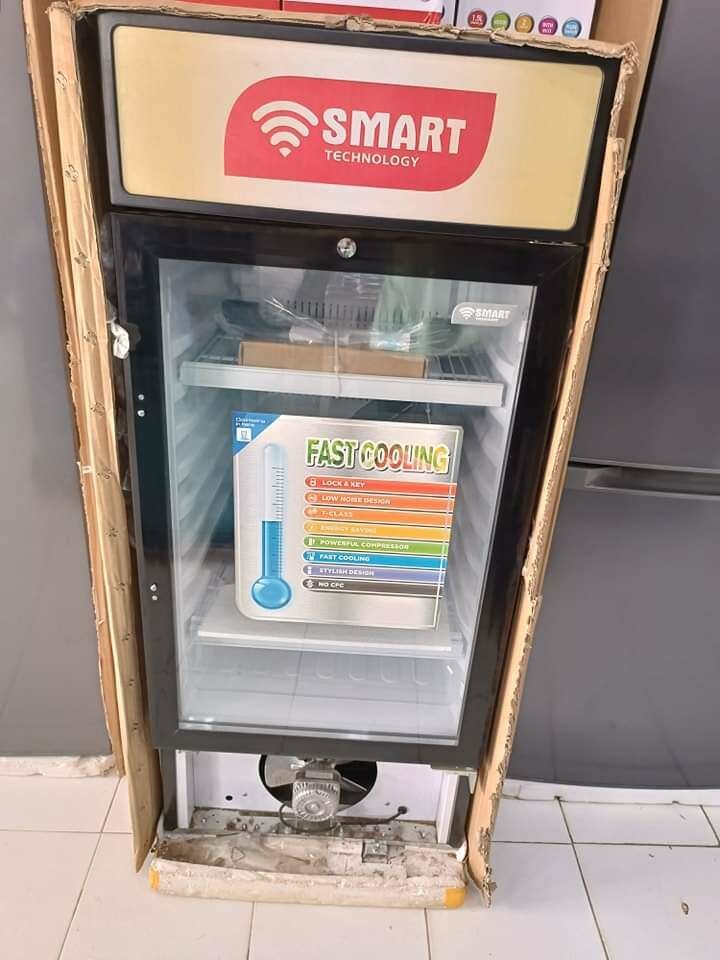 SMART
TECHNOLOGY
SMART
FAST COOLING
LOCK & KEY
LOW NOISE DESIGN
T-CLASS
ENERGY SAVING
POWERFUL COMPRESSOR
FAST COOLING
STYLISH DESIGN
NO CFC